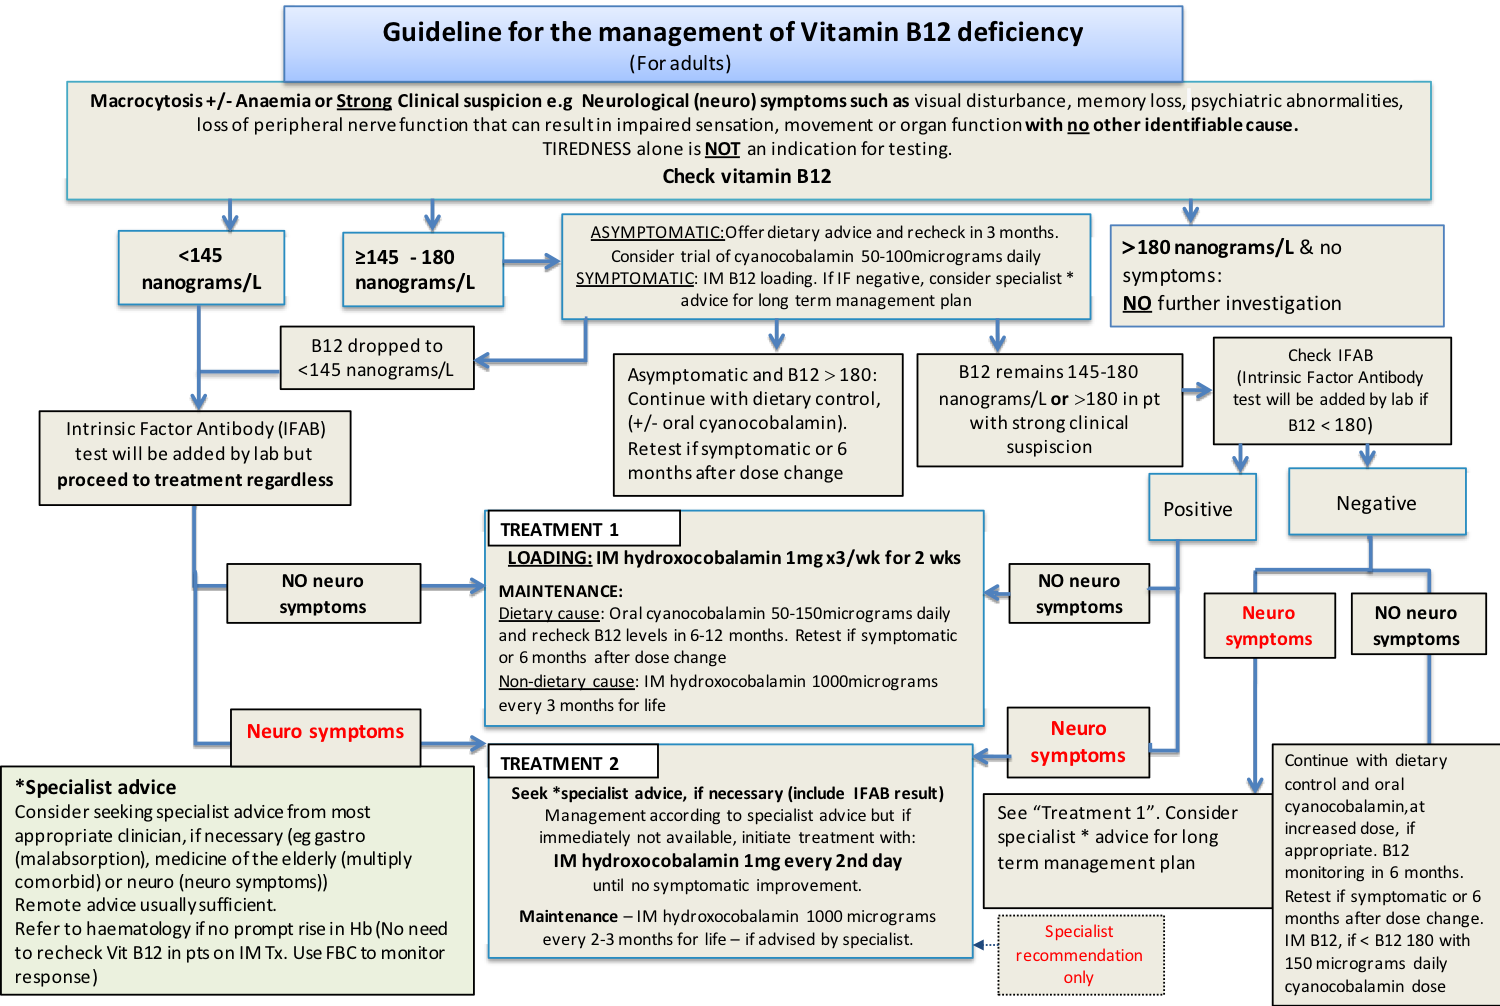 Guideline for the management of Vitamin B12 deficiency
(For adults)
Macrocytosis +/- Anaemia or Strong Clinical suspicion e.g Neurological (neuro) symptoms such as visual disturbance, memory loss, psychiatric abnormalities,
loss of peripheral nerve function that can result in impaired sensation, movement or organ function with no other identifiable cause.
TIREDNESS alone is NOT an indication for testing.
Check vitamin B12
<145
nanograms/L
≥145 - 180
nanograms/L
ASYMPTOMATIC:Offer dietary advice and recheck in 3 months.
Consider trial of cyanocobalamin 50-100micrograms daily
SYMPTOMATIC: IM B12 loading. If IF negative, consider specialist *
advice for long term management plan
>180 nanograms/L & no
symptoms:
NO further investigation
B12 dropped to
<145 nanograms/L
Asymptomatic and B12 > 180:
Continue with dietary control,
(+/- oral cyanocobalamin).
Retest if symptomatic or 6
months after dose change
B12 remains 145-180
nanograms/L or >180 in pt
with strong clinical
suspicion
Check IFAB
(Intrinsic Factor Antibody
test will be added by lab if
B12 < 180)
Intrinsic Factor Antibody (IFAB)
test will be added by lab but
proceed to treatment regardless
Positive
Negative
NO neuro
symptoms
TREATMENT 1
LOADING: IM hydroxocobalamin 1mg x3/wk for 2 wks
MAINTENANCE:
Dietary cause: Oral cyanocobalamin 50-150micrograms daily
and recheck B12 levels in 6-12 months. Retest if symptomatic
or 6 months after dose change
Non-dietary cause: IM hydroxocobalamin 1000micrograms
every 3 months for life
NO neuro
symptoms
Neuro
symptoms
NO neuro
symptoms
Neuro symptoms
Neuro
symptoms
TREATMENT 2
Seek *specialist advice, if necessary (include IFAB result)
Management according to specialist advice but if
immediately not available, initiate treatment with:
IM hydroxocobalamin 1mg every 2nd day
until no symptomatic improvement.
Maintenance – IM hydroxocobalamin 1000 micrograms
every 2-3 months for life – if advised by specialist.
*Specialist advice
Consider seeking specialist advice from most
appropriate clinician, if necessary (eg gastro
(malabsorption), medicine of the elderly (multiply
comorbid) or neuro (neuro symptoms))
Remote advice usually sufficient.
Refer to haematology if no prompt rise in Hb (No need
to recheck Vit B12 in pts on IM Tx. Use FBC to monitor
response)
See “Treatment 1”. Consider
specialist * advice for long
term management plan
Specialist
recommendation
only
Continue with dietary
control and oral
cyanocobalamin,at
increased dose, if
appropriate. B12
monitoring in 6 months.
Retest if symptomatic or 6
months after dose change.
IM B12, if < B12 180 with
150 micrograms daily
cyanocobalamin dose